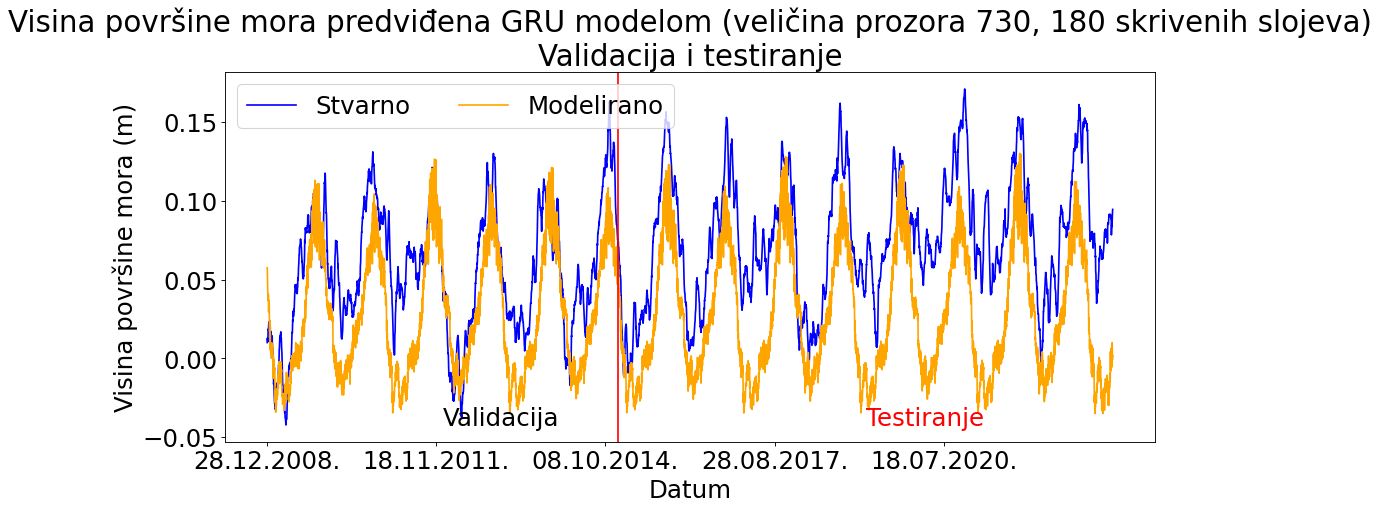 Visina površine mora predviđena GRU modelom (veličina prozora 730, 180 skrivenih slojeva)
Validacija i testiranje
Stvarno
Modelirano
Visina površine mora (m)
0.15
0.10
0.05
0.00
−0.05
Validacija
Testiranje
28.12.2008.
18.11.2011.
08.10.2014.
28.08.2017.
18.07.2020.
Datum